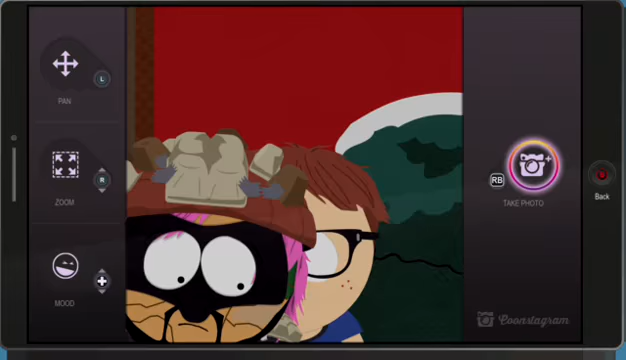 PAN
L
ZOOM
R
MOOD
RB
TAKE PHOTO
Back
Coonstagram